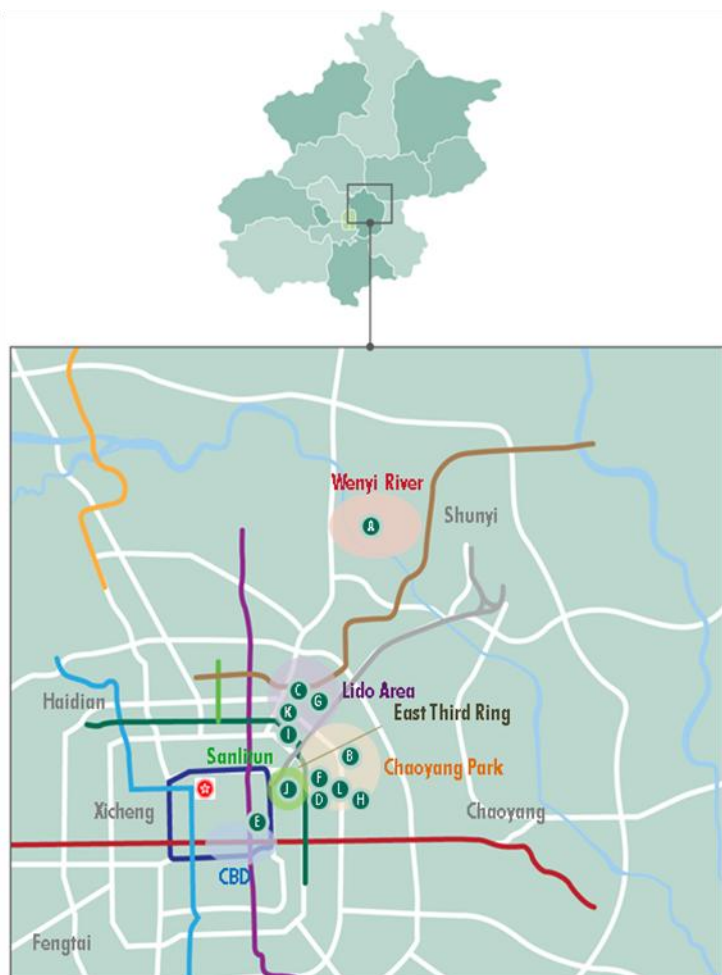 Wenyi River
A
Shunyi
C
Lido Area
G
Haidian
K
East Third Ring
I
Sanlitun
B
Chaoyang Park
F
J
L
D
H
Xicheng
Chaoyang
E
CBD
Fengtai